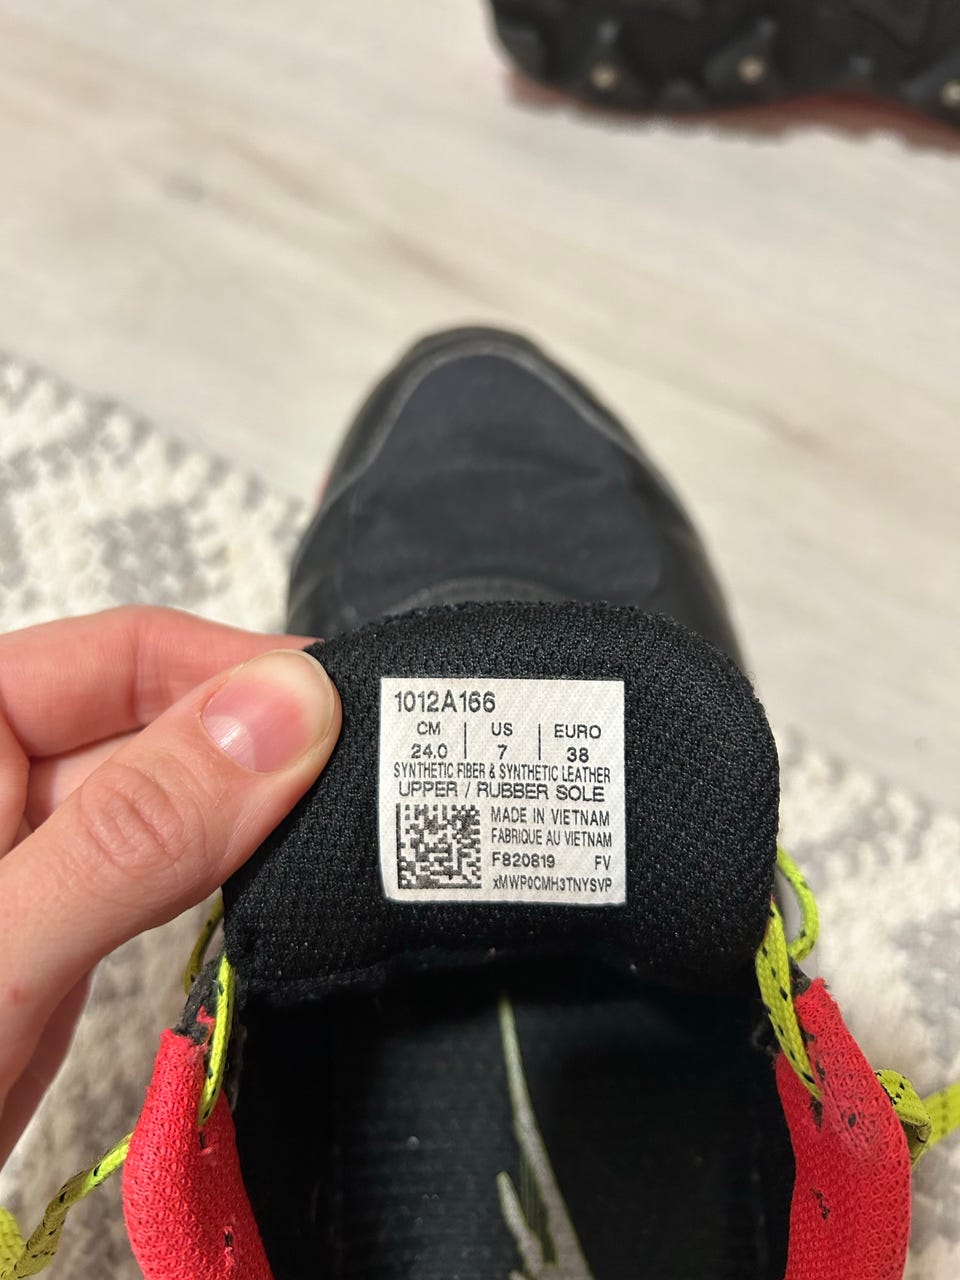 1012A166
CM | US | EURO
24.0 | 7 | 38
SYNTHETIC FIBER & SYNTHETIC LEATHER
UPPER / RUBBER SOLE
MADE IN VIETNAM
FABRIQUE AU VIETNAM
F820819 FV
xMWP0CMH3TNYSVP